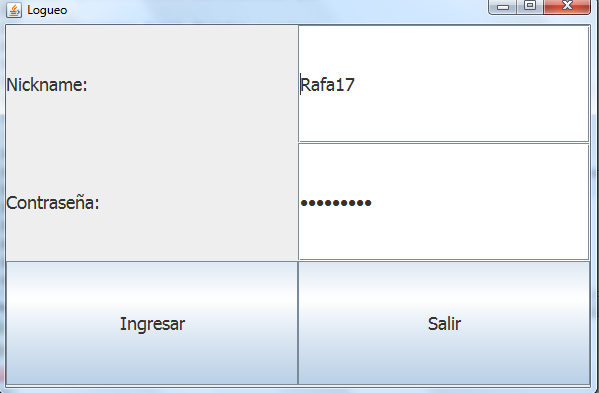 Logueo
Nickname:
Rafa17
Contraseña:
•••••••••
Ingresar
Salir